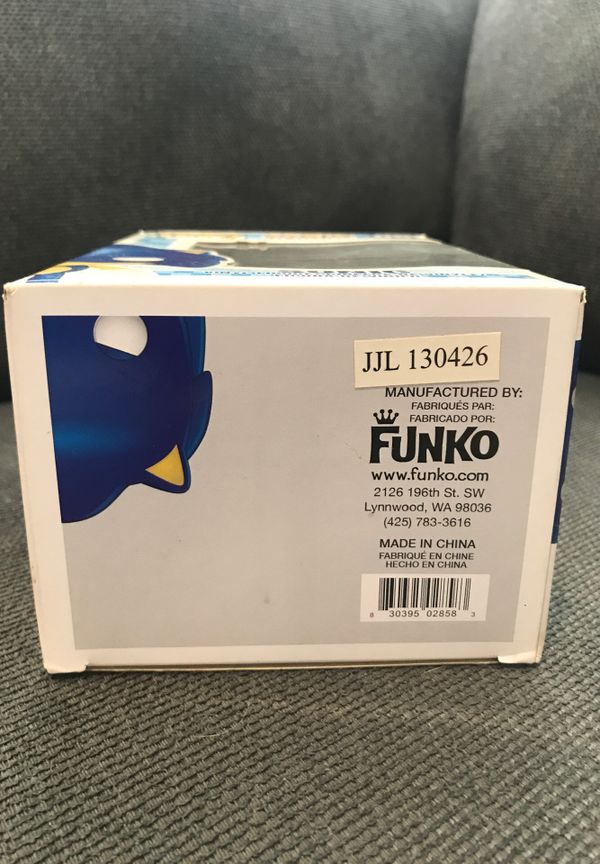 JJL 130426
MANUFACTURED BY:
FABRIQUÉS PAR:
FABRICADO POR:
FUNKO
www.funko.com
2126 196th St. SW
Lynnwood, WA 98036
(425) 783-3616
MADE IN CHINA
FABRIQUÉ EN CHINE
HECHO EN CHINA
8 30395 02858 3